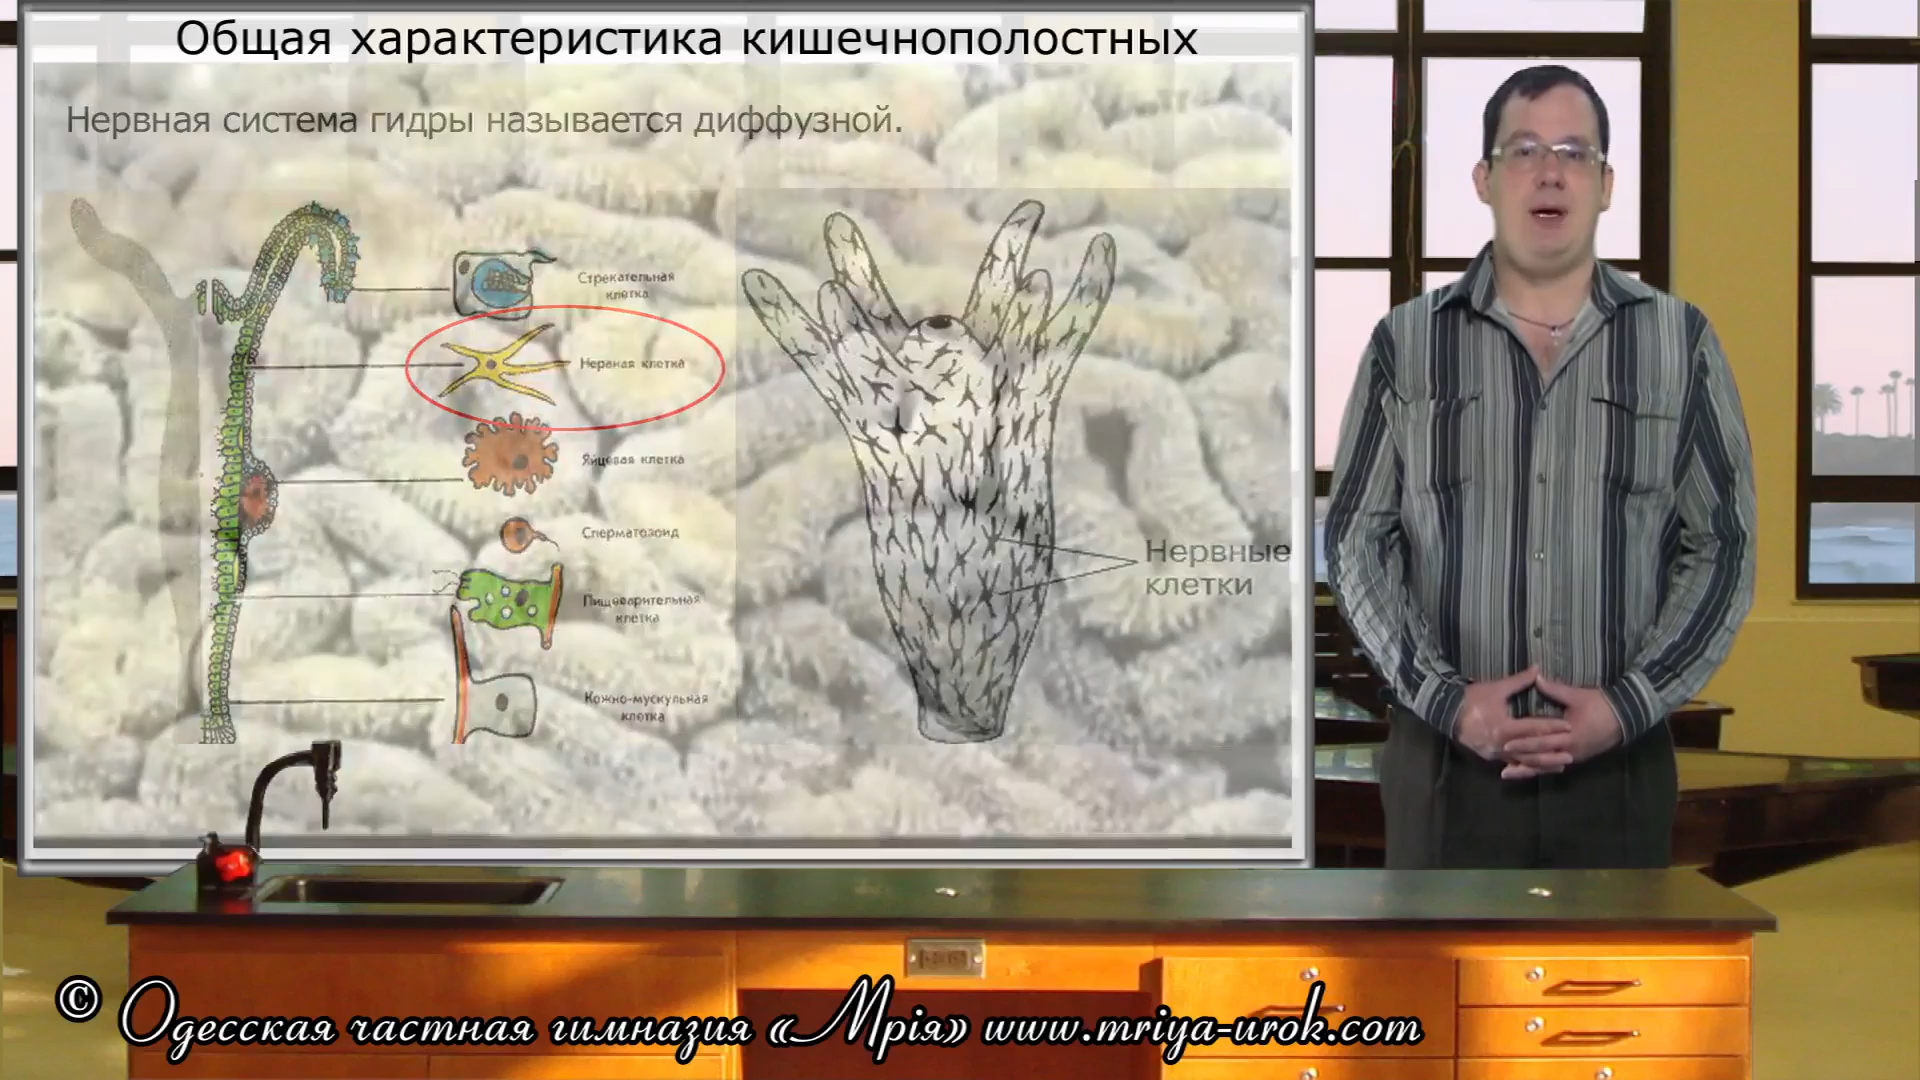 Общая характеристика кишечнополостных
Нервная система гидры называется диффузной.
Стрекательная
клетка
Нервная клетка
Яйцевая клетка
Сперматозоид
Пищеварительная
клетка
Кожно-мускульная
клетка
Нервные
клетки
© Одесская частная гимназия «Мрія» www.mriya-urok.com